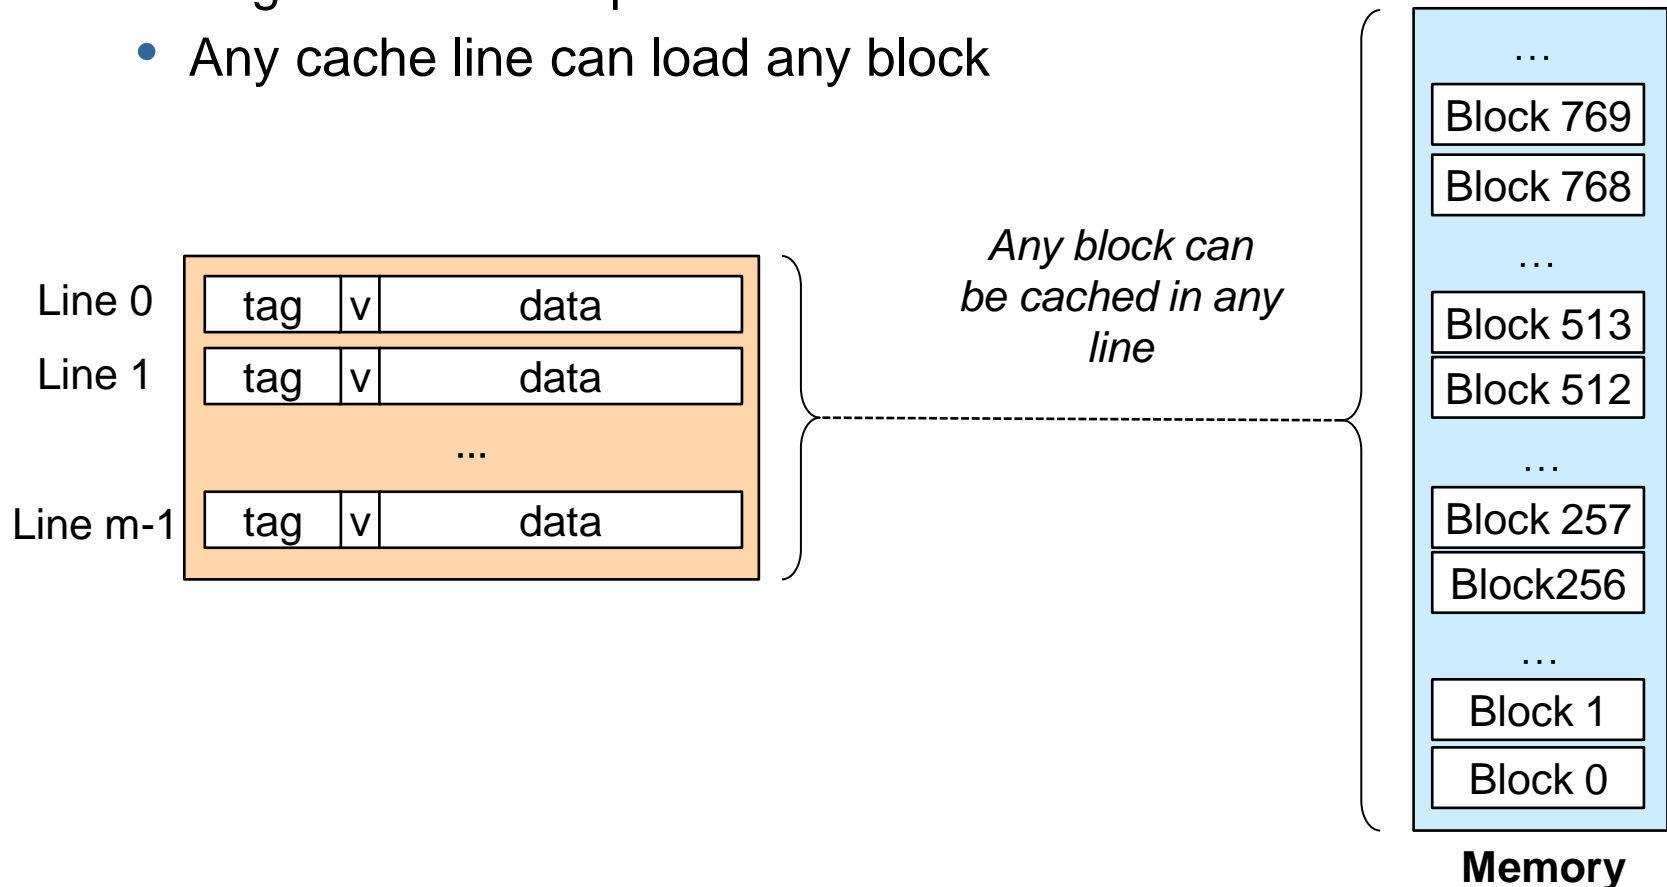 • Any cache line can load any block
Line 0
tag v data
Line 1
tag v data
...
Line m-1
tag v data
Any block can
be cached in any
line
...
Block 769
Block 768
...
Block 513
Block 512
...
Block 257
Block256
...
Block 1
Block 0
Memory